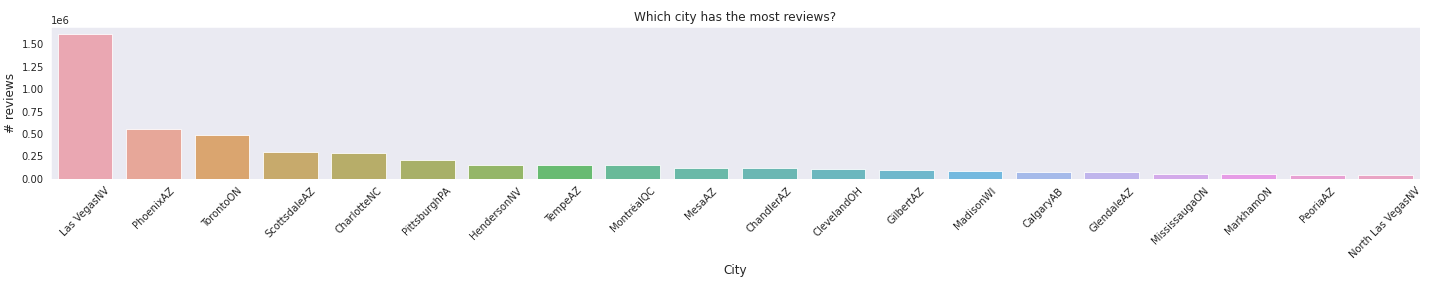 Which city has the most reviews?
1e6
1.50
1.25
1.00
0.75
0.50
0.25
0.00
# reviews
Las VegasNV
PhoenixAZ
TorontoON
ScottsdaleAZ
CharlotteNC
PittsburghPA
HendersonNV
TempeAZ
MontréalQC
MesaAZ
ChandlerAZ
ClevelandOH
GilbertAZ
MadisonWI
CalgaryAB
GlendaleAZ
MississaugaON
MarkhamON
PeoriaAZ
North Las VegasNV
City